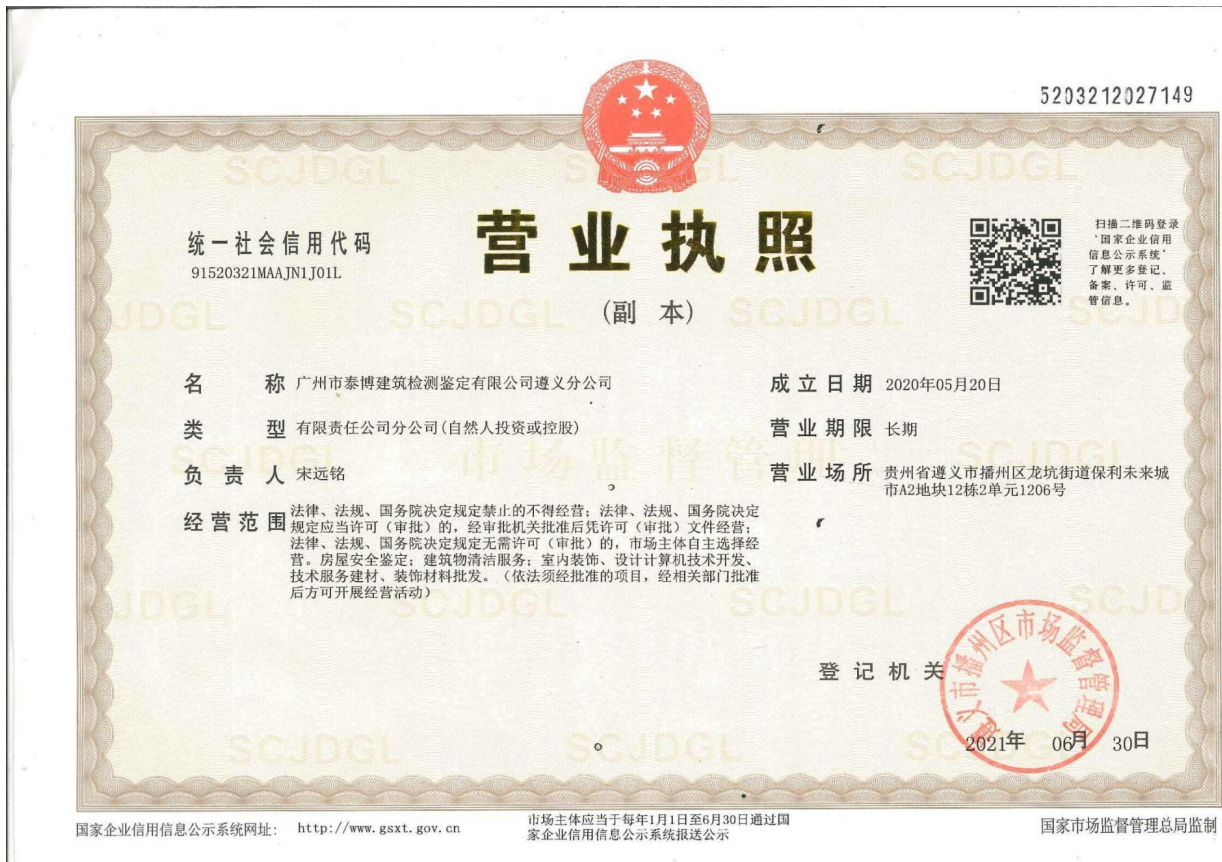 5203212027149
营业执照
(副 本)
统一社会信用代码
91520321MAAJN1J01L
扫描二维码登录
‘国家企业信用
信息公示系统’
了解更多登记、
备案、许可、监
管信息。
名 称 广州市泰博建筑检测鉴定有限公司遵义分公司
类 型 有限责任公司分公司(自然人投资或控股)
负 责 人 宋远铭
经营范围 法律、法规、国务院决定规定禁止的不得经营；法律、法规、国务院决定
规定应当许可（审批）的，经审批机关批准后凭许可（审批）文件经营；
法律、法规、国务院决定规定无需许可（审批）的，市场主体自主选择经
营。房屋安全鉴定；建筑物清洁服务；室内装饰、设计计算机技术开发、
技术服务建材、装饰材料批发。（依法须经批准的项目，经相关部门批准
后方可开展经营活动）
成立日期 2020年05月20日
营业期限 长期
营业场所 贵州省遵义市播州区龙坑街道保利未来城
市A2地块12栋2单元1206号
登记机关
遵义市播州区市场监督管理局
2021年 06月 30日
SCJDGL
市场监督管理
国家企业信用信息公示系统网址： http://www.gsxt.gov.cn
市场主体应当于每年1月1日至6月30日通过国
家企业信用信息公示系统报送公示
国家市场监督管理总局监制